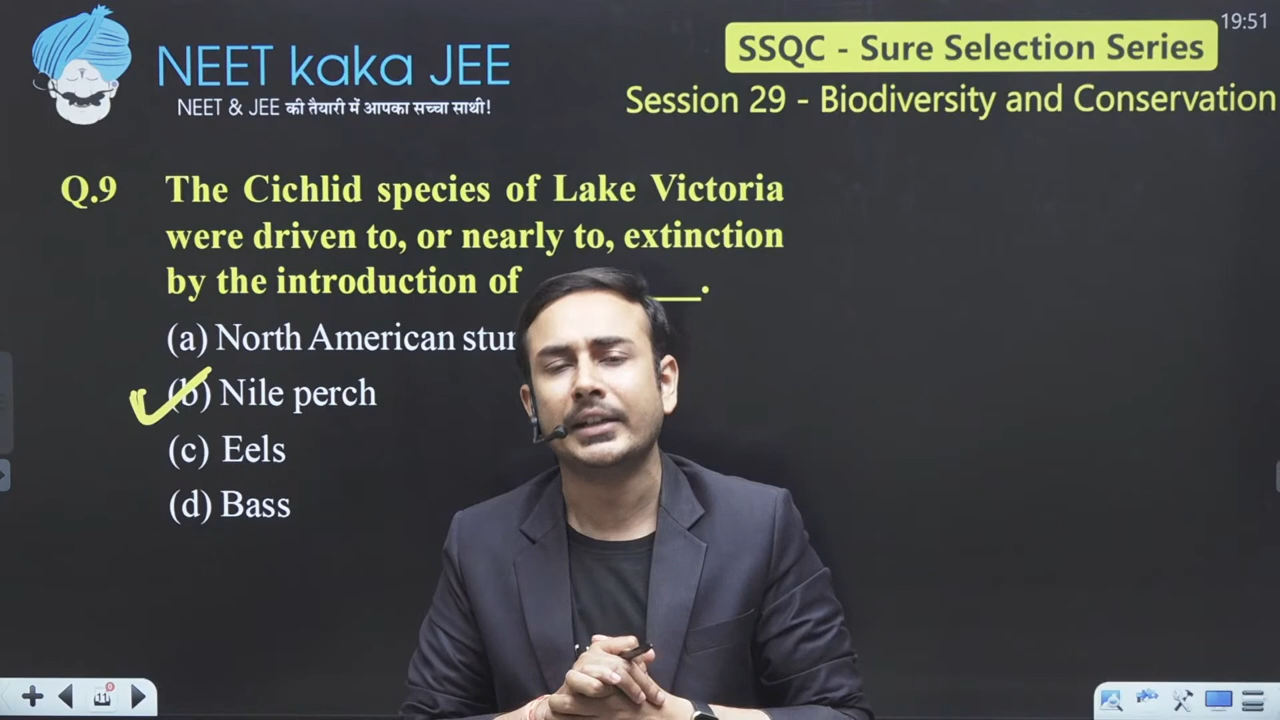 19:51
NEET kaka JEE
NEET & JEE की तैयारी में आपका सच्चा साथी!
SSQC - Sure Selection Series
Session 29 - Biodiversity and Conservation
Q.9 The Cichlid species of Lake Victoria
were driven to, or nearly to, extinction
by the introduction of ____.
(a) North American
(b) Nile perch
(c) Eels
(d) Bass
11